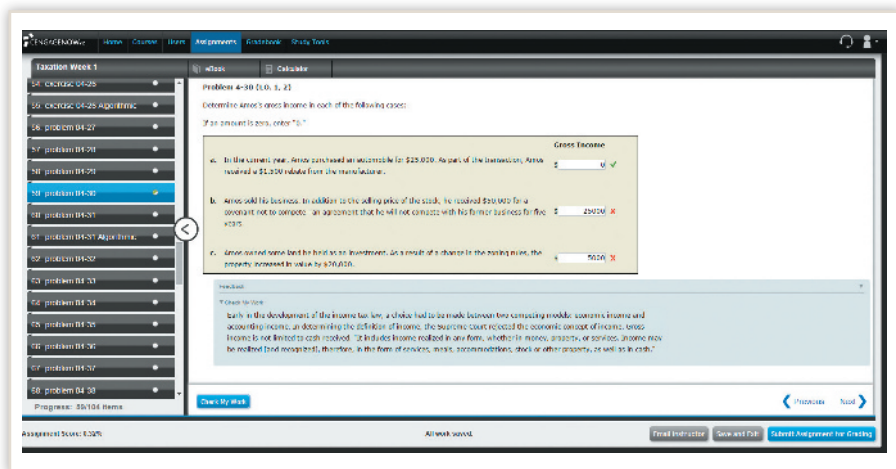 CENGAGENOWv2 Home Courses Users Assignments Gradebook Study Tools
Taxation Week 1
eBook Calculator
54. exercise 04-26
55. exercise 04-26 Algorithmic
56. problem 04-27
57. problem 04-28
58. problem 04-29
59. problem 04-30
60. problem 04-31
61. problem 04-31 Algorithmic
62. problem 04-32
63. problem 04-33
64. problem 04-34
65. problem 04-35
66. problem 04-36
67. problem 04-37
68. problem 04-38
Progress: 59/104 items
Problem 4-30 (LO. 1, 2)
Determine Amos's gross income in each of the following cases:
If an amount is zero, enter "0."
Gross Income
a. In the current year, Amos purchased an automobile for $25,000. As part of the transaction, Amos
received a $1,500 rebate from the manufacturer.
$ 0
b. Amos sold his business. In addition to the selling price of the stock, he received $50,000 for a
covenant not to compete - an agreement that he will not compete with his former business for five
years.
$ 25000
c. Amos owned some land he held as an investment. As a result of a change in the zoning rules, the
property increased in value by $20,000.
$ 5000
Feedback
Check My Work
Early in the development of the income tax law, a choice had to be made between two competing models: economic income and
accounting income. In determining the definition of income, the Supreme Court rejected the economic concept of income. Gross
income is not limited to cash received. "It includes income realized in any form, whether in money, property, or services. Income may
be realized [and recognized], therefore, in the form of services, meals, accommodations, stock or other property, as well as in cash."
Check My Work
Previous Next
Assignment Score: 0.32%
All work saved.
Email Instructor Save and Exit Submit Assignment for Grading